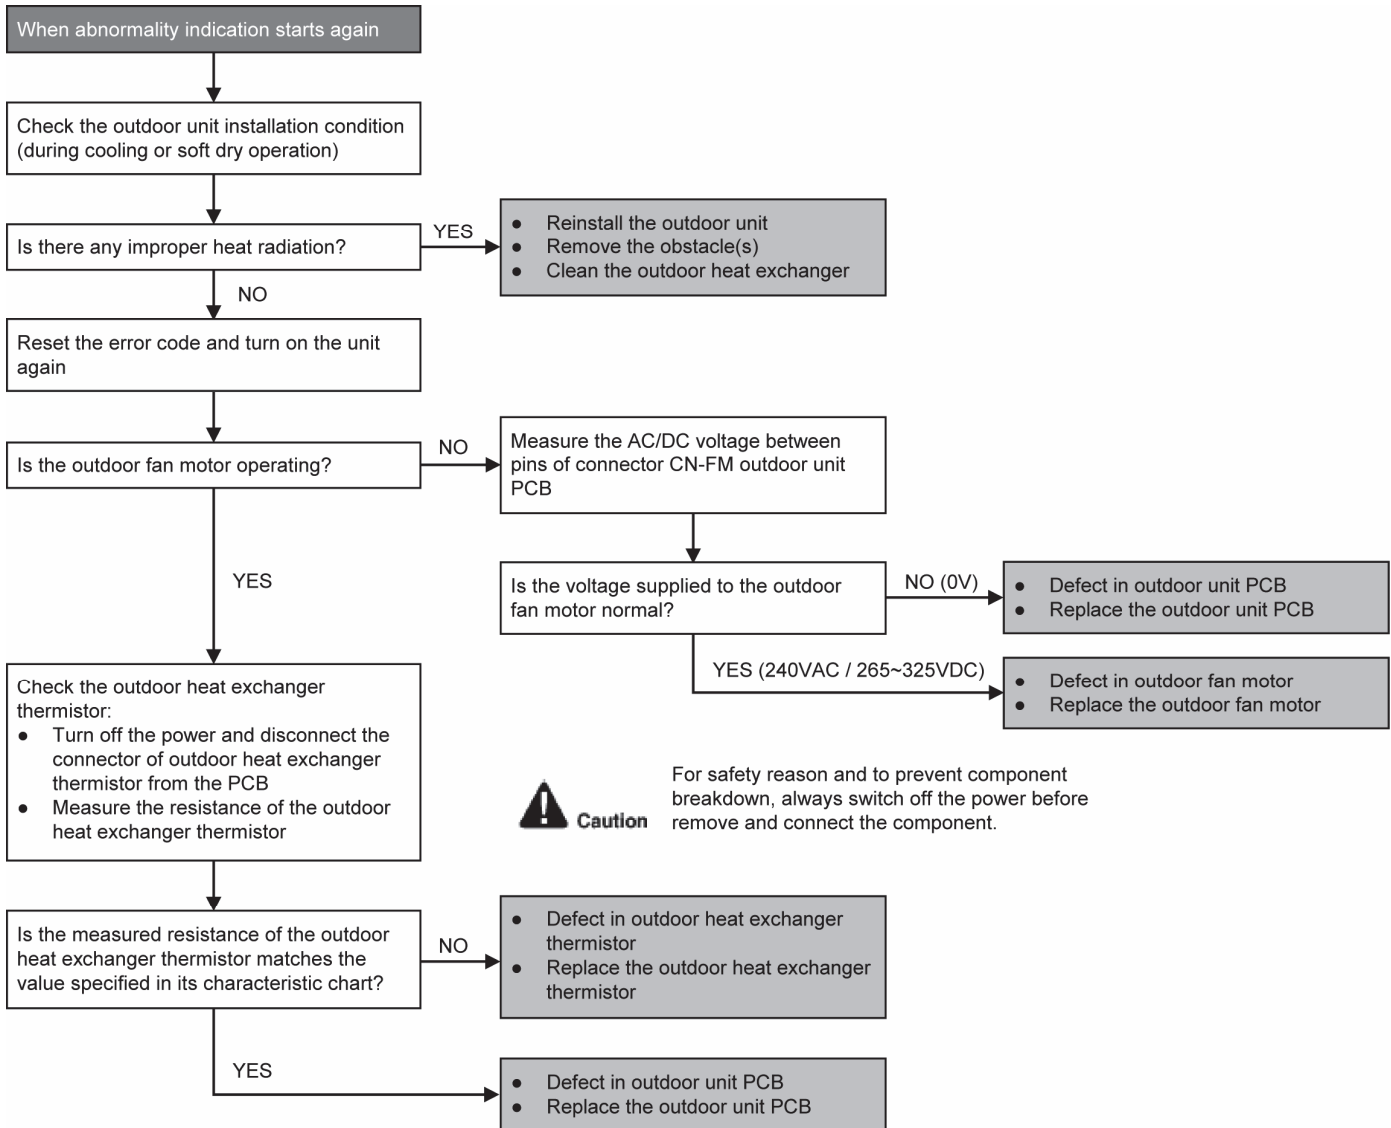 When abnormality indication starts again
Check the outdoor unit installation condition
(during cooling or soft dry operation)
Is there any improper heat radiation?
YES
● Reinstall the outdoor unit
● Remove the obstacle(s)
● Clean the outdoor heat exchanger
NO
Reset the error code and turn on the unit
again
Is the outdoor fan motor operating?
NO
Measure the AC/DC voltage between
pins of connector CN-FM outdoor unit
PCB
YES
Is the voltage supplied to the outdoor
fan motor normal?
NO (0V)
● Defect in outdoor unit PCB
● Replace the outdoor unit PCB
YES (240VAC / 265~325VDC)
● Defect in outdoor fan motor
● Replace the outdoor fan motor
Check the outdoor heat exchanger
thermistor:
● Turn off the power and disconnect the
connector of outdoor heat exchanger
thermistor from the PCB
● Measure the resistance of the outdoor
heat exchanger thermistor
Caution
For safety reason and to prevent component
breakdown, always switch off the power before
remove and connect the component.
Is the measured resistance of the outdoor
heat exchanger thermistor matches the
value specified in its characteristic chart?
NO
● Defect in outdoor heat exchanger
thermistor
● Replace the outdoor heat exchanger
thermistor
YES
● Defect in outdoor unit PCB
● Replace the outdoor unit PCB